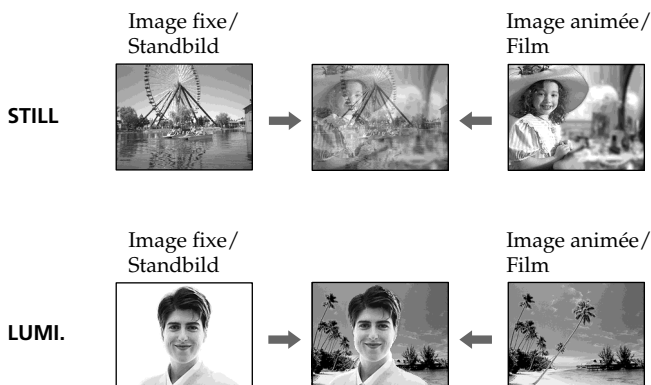 Image fixe/
Standbild
Image animée/
Film
STILL
Image fixe/
Standbild
Image animée/
Film
LUMI.